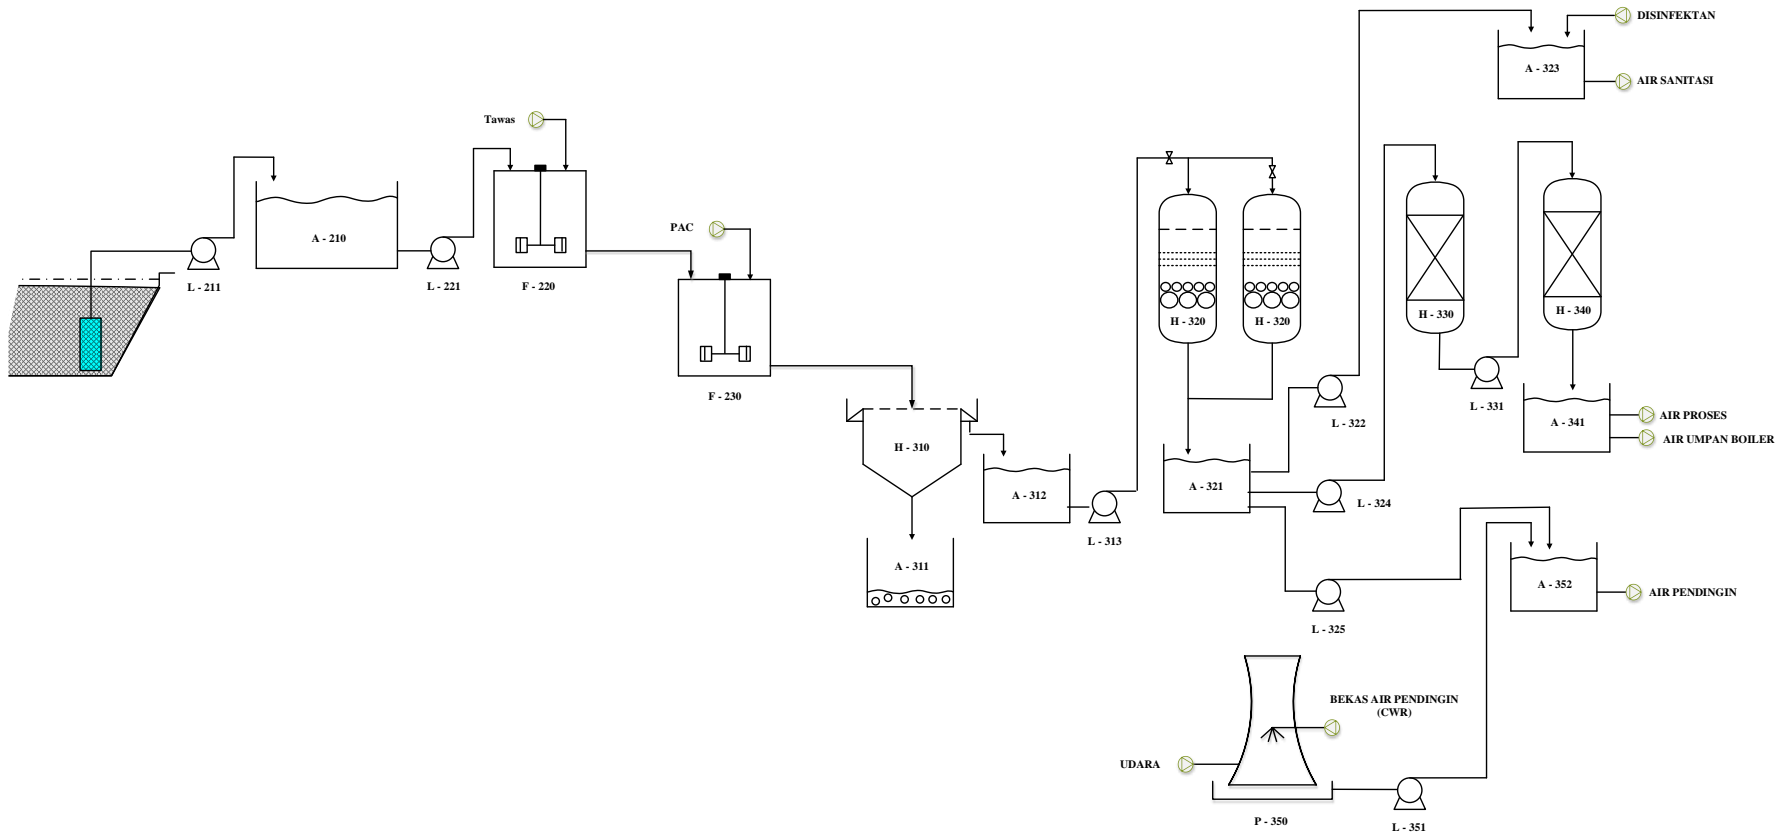 DISINFEKTAN
A - 323
AIR SANITASI
Tawas
A - 210
L - 211
L - 221
F - 220
PAC
F - 230
H - 310
A - 311
A - 312
L - 313
H - 320
H - 320
A - 321
L - 322
L - 324
L - 325
H - 330
L - 331
H - 340
A - 341
AIR PROSES
AIR UMPAN BOILER
A - 352
AIR PENDINGIN
BEKAS AIR PENDINGIN
(CWR)
UDARA
P - 350
L - 351